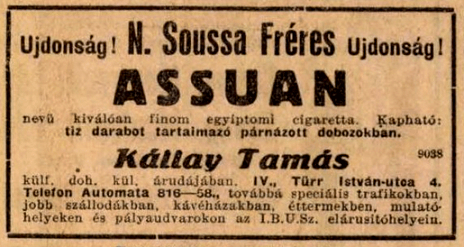 Ujdonság! N. Soussa Fréres Ujdonság!
ASSUAN
nevü kiválóan finom egyiptomi cigaretta. Kapható:
tiz darabot tartalmazó párnázott dobozokban.
Kállay Tamás 9038
külf. doh. kül. árudájában, IV., Türr István-utca 4.
Telefon Automata 816—58., továbbá speciális trafikokban,
jobb szállodákban, kávéházakban, éttermekben, mulató-
helyeken és pályaudvarokon az I.B.U.Sz. elárusítóhelyein.